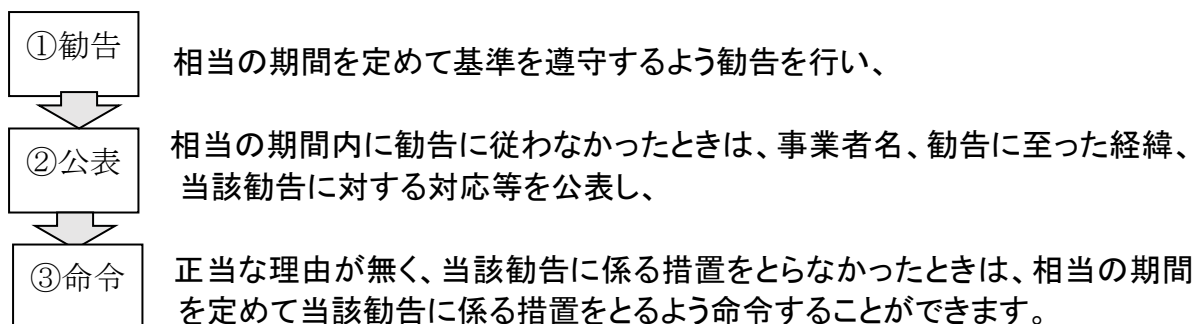 ①勧告
相当の期間を定めて基準を遵守するよう勧告を行い、
②公表
相当の期間内に勧告に従わなかったときは、事業者名、勧告に至った経緯、
当該勧告に対する対応等を公表し、
③命令
正当な理由が無く、当該勧告に係る措置をとらなかったときは、相当の期間
を定めて当該勧告に係る措置をとるよう命令することができます。